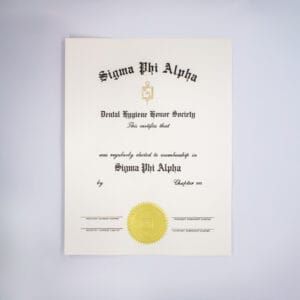 Sigma Phi Alpha
Dental Hygiene Honor Society
This certifies that
was regularly elected to membership in
Sigma Phi Alpha
by Chapter on